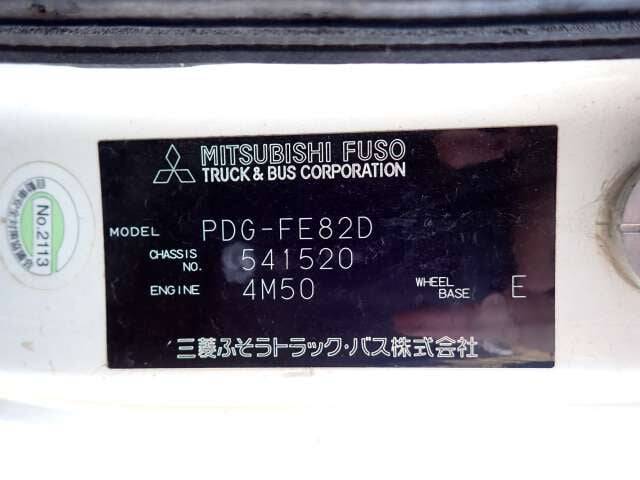 MITSUBISHI FUSO
TRUCK & BUS CORPORATION
MODEL PDG-FE82D
CHASSIS NO. 541520
ENGINE 4M50 WHEEL BASE E
三菱ふそうトラック・バス株式会社
No.2113